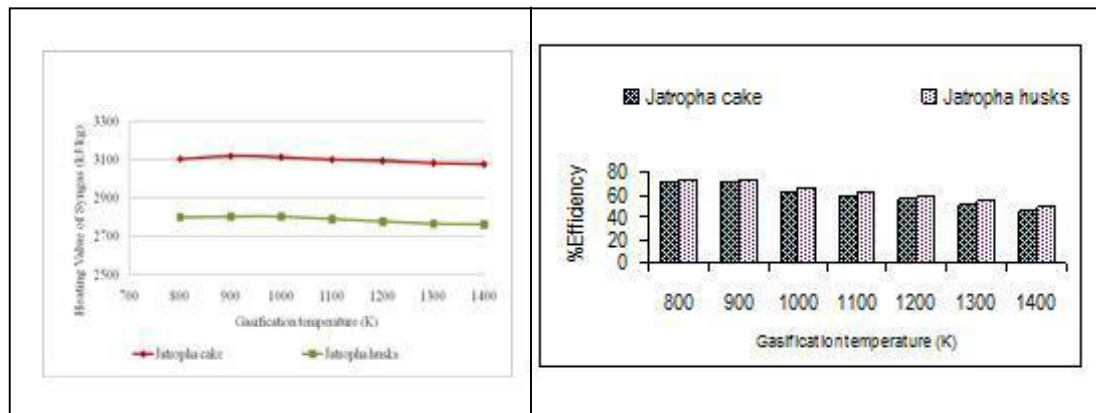 Heating Value of Syngas (kJ/kg)
3300
3100
2900
2700
2500
700 800 900 1000 1100 1200 1300 1400
Gasification temperature (K)
Jatropha cake Jatropha husks
Jatropha cake Jatropha husks
%Efficiency
80
60
40
20
0
800 900 1000 1100 1200 1300 1400
Gasification temperature (K)